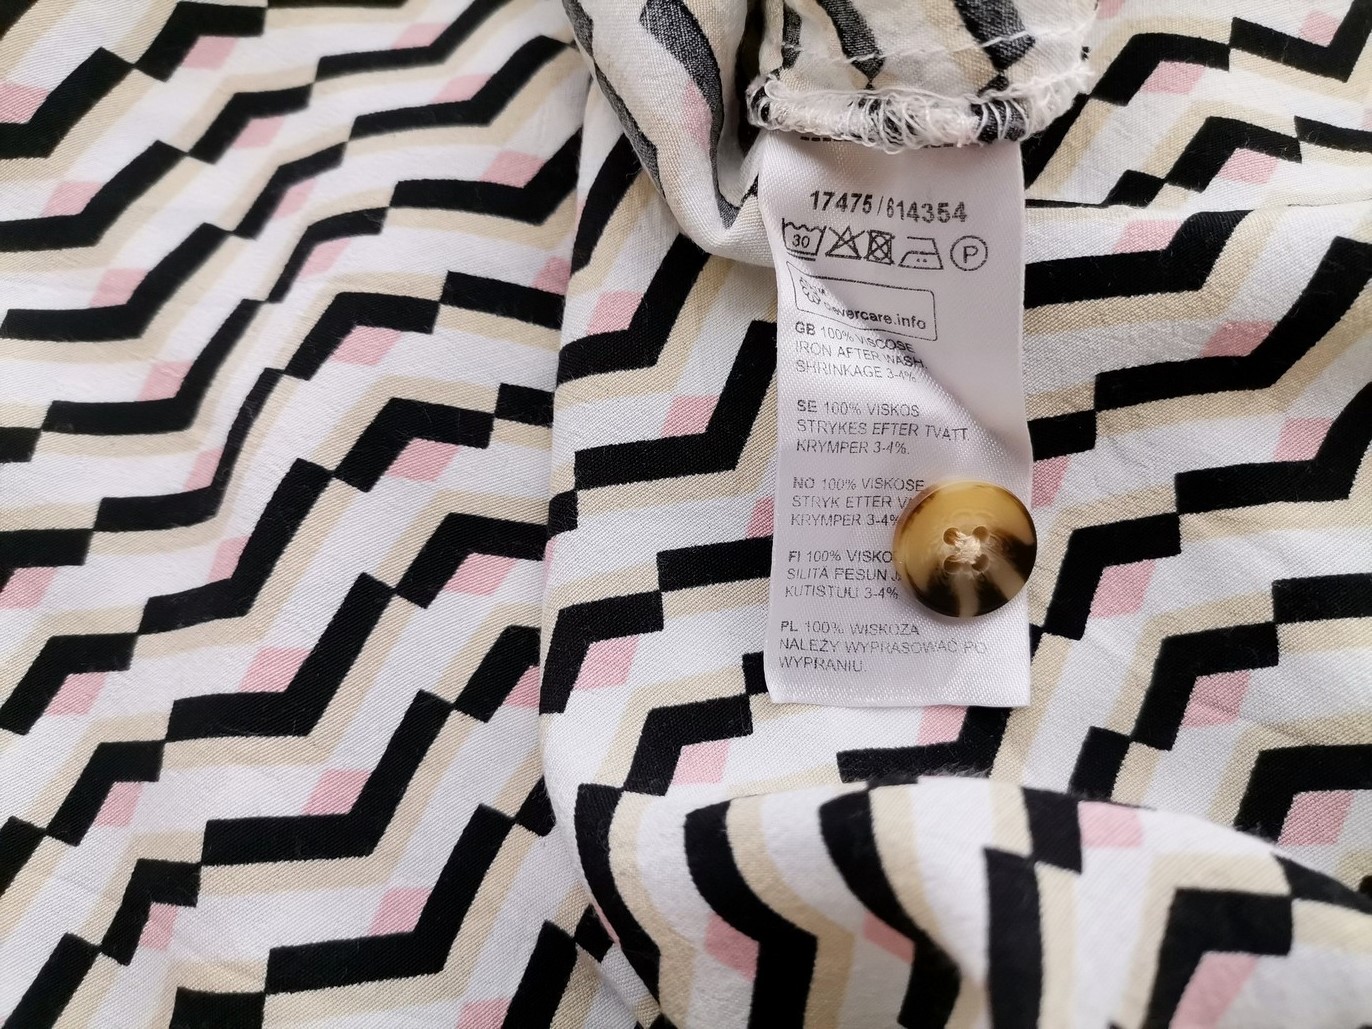 17475/614354
30
P
clevercare.info
GB 100% VISCOSE
IRON AFTER WASH
SHRINKAGE 3-4%
SE 100% VISKOS
STRYKES EFTER TVÄTT.
KRYMPER 3-4%.
NO 100% VISKOSE
STRYK ETTER
KRYMPER 3-4%
FI 100% VISKO
SILITÄ PESUN
KUTISTUU 3-4%
PL 100% WISKOZA
NALEŻY WYPRASOWAĆ PO
WYPRANIU.